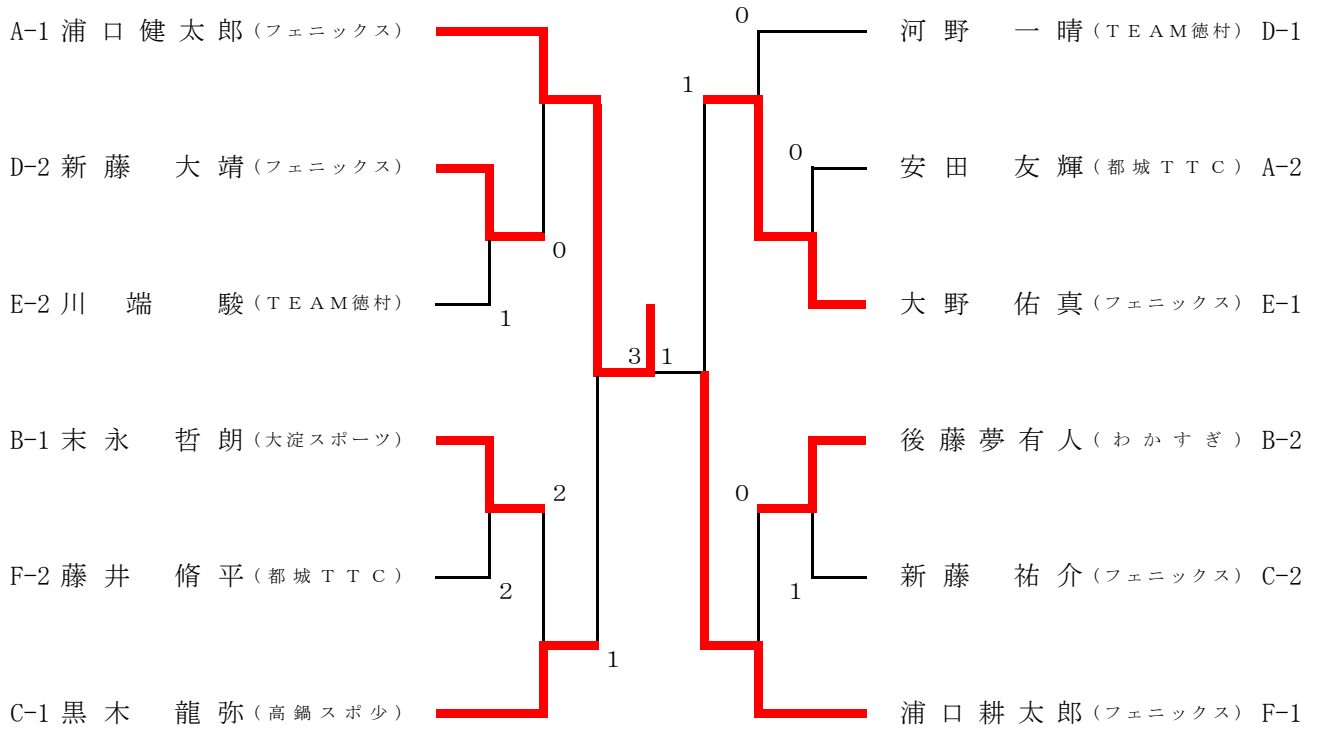 A-1 浦口健太郎(フェニックス)
D-2 新藤 大靖(フェニックス)
E-2 川端 駿(TEAM徳村)
B-1 末永 哲朗(大淀スポーツ)
F-2 藤井 脩平(都城TTC)
C-1 黒木 龍弥(高鍋スポ少)
0
1
2
2
1
3 1
0
1
0
0
1
河野 一晴(TEAM徳村) D-1
安田 友輝(都城TTC) A-2
大野 佑真(フェニックス) E-1
後藤夢有人(わかすぎ) B-2
新藤 祐介(フェニックス) C-2
浦口耕太郎(フェニックス) F-1